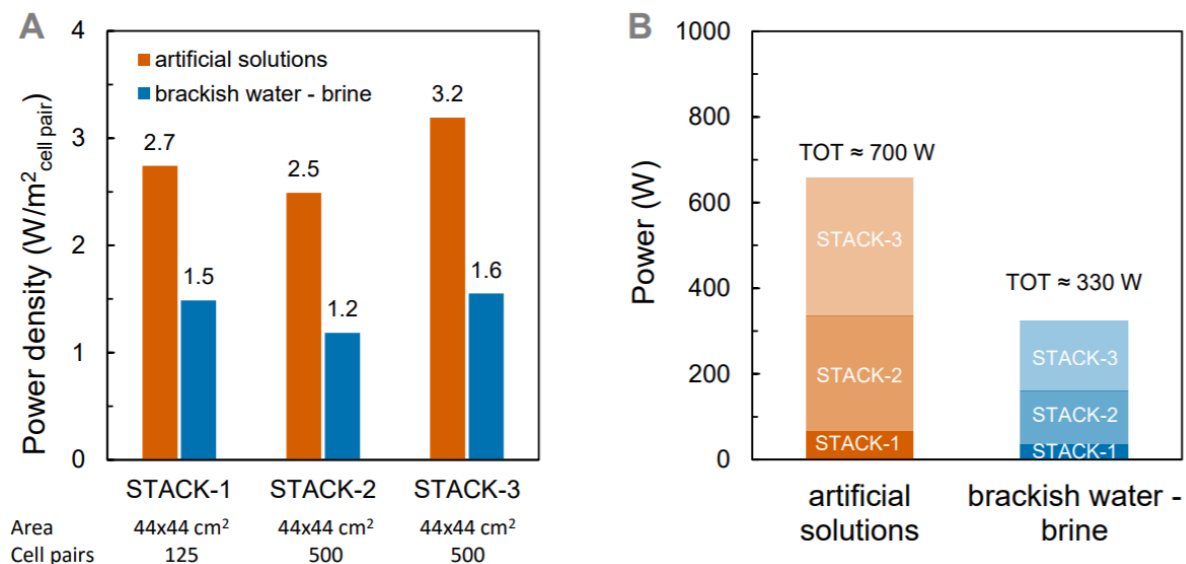 A
4
3
2
1
0
Power density (W/m²cell pair)
artificial solutions
brackish water - brine
2.7
1.5
2.5
1.2
3.2
1.6
STACK-1 STACK-2 STACK-3
Area 44x44 cm² 44x44 cm² 44x44 cm²
Cell pairs 125 500 500
B
1000
800
600
400
200
0
Power (W)
TOT ≈ 700 W
STACK-3
STACK-2
STACK-1
TOT ≈ 330 W
STACK-3
STACK-2
STACK-1
artificial
solutions
brackish water -
brine